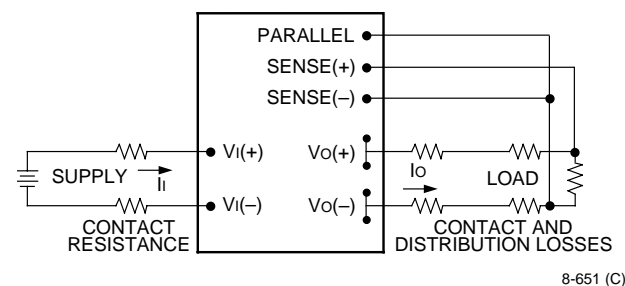 PARALLEL
SENSE(+)
SENSE(–)
VI(+)
VO(+)
SUPPLY
II
IO
LOAD
VI(–)
VO(–)
CONTACT
RESISTANCE
CONTACT AND
DISTRIBUTION LOSSES
8-651 (C)